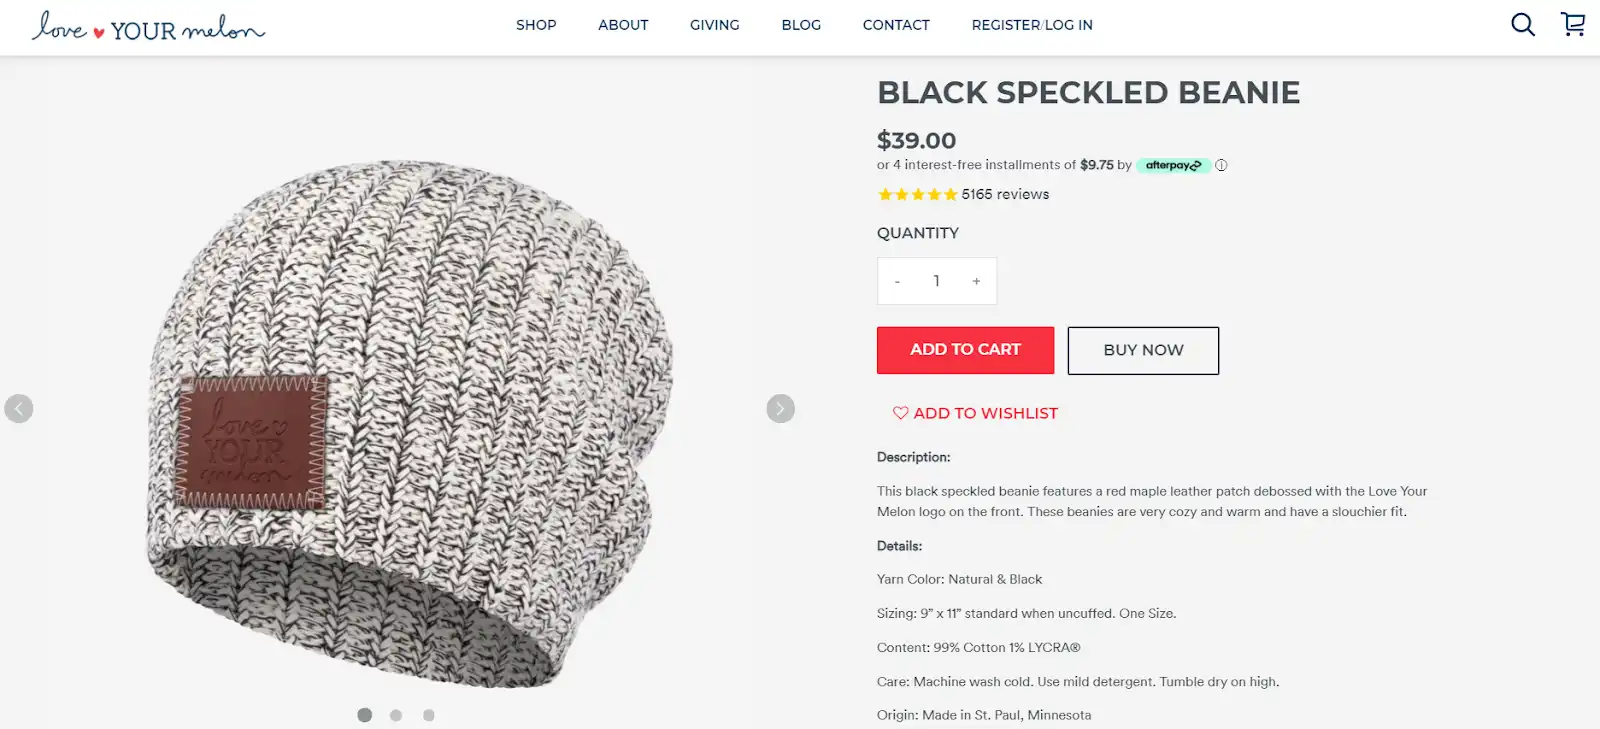 love YOUR melon
SHOP ABOUT GIVING BLOG CONTACT REGISTER/LOG IN
love
YOUR
melon
BLACK SPECKLED BEANIE
$39.00
or 4 interest-free installments of $9.75 by afterpay ⓘ
5165 reviews
QUANTITY
- 1 +
ADD TO CART BUY NOW
ADD TO WISHLIST
Description:
This black speckled beanie features a red maple leather patch debossed with the Love Your
Melon logo on the front. These beanies are very cozy and warm and have a slouchier fit.
Details:
Yarn Color: Natural & Black
Sizing: 9” x 11” standard when uncuffed. One Size.
Content: 99% Cotton 1% LYCRA®
Care: Machine wash cold. Use mild detergent. Tumble dry on high.
Origin: Made in St. Paul, Minnesota